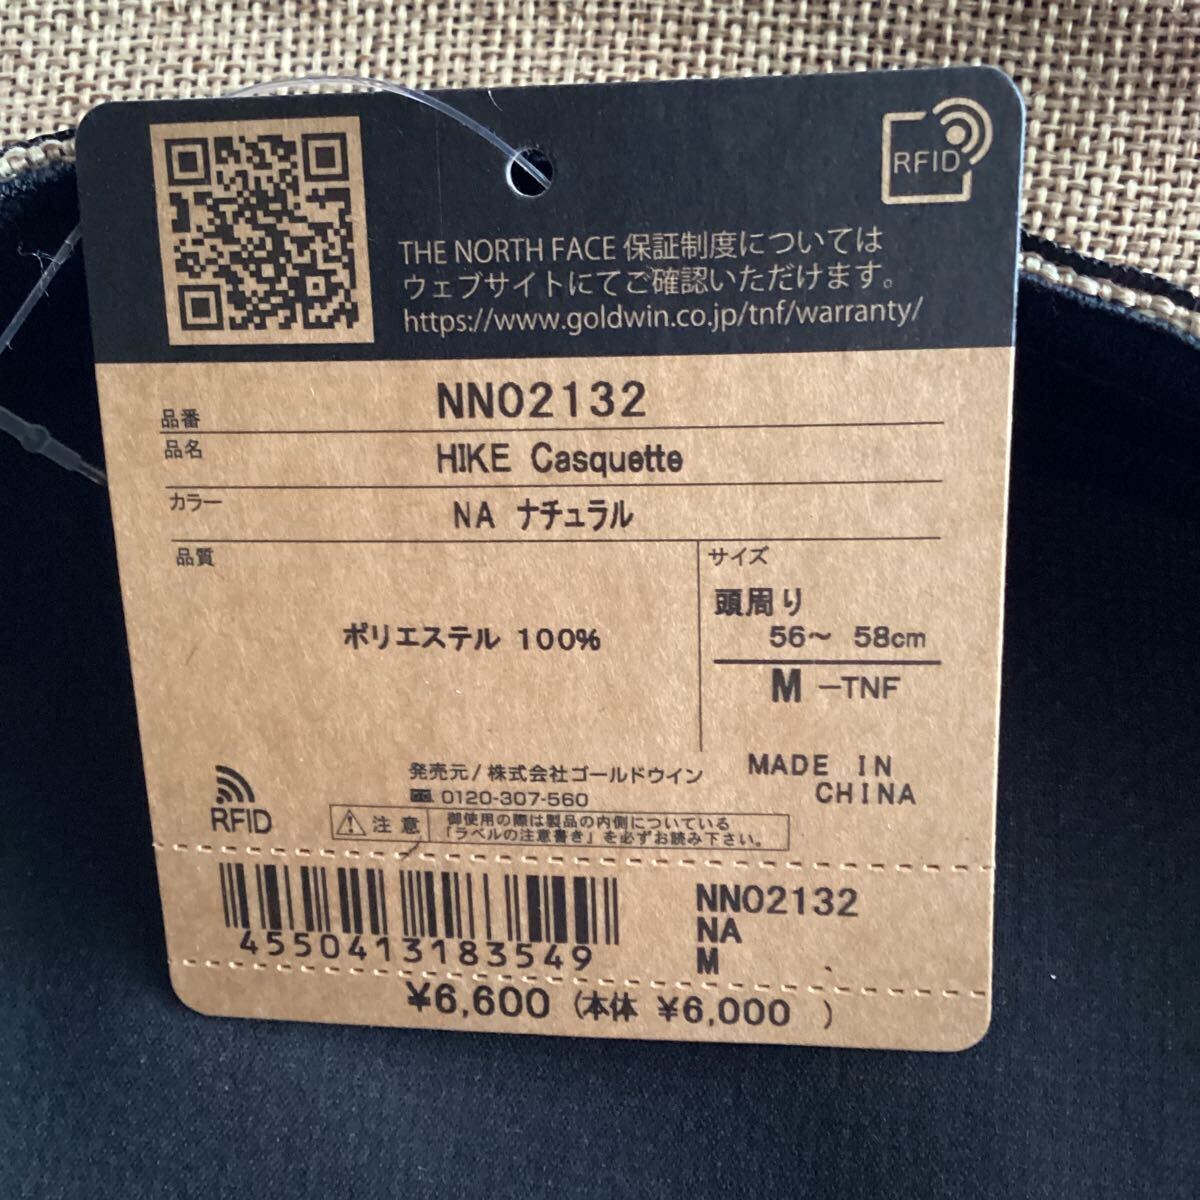 RFID
THE NORTH FACE 保証制度については
ウェブサイトにてご確認いただけます。
https://www.goldwin.co.jp/tnf/warranty/
品番 NN02132
品名 HIKE Casquette
カラー NA ナチュラル
品質
ポリエステル 100%
サイズ
頭周り
56～ 58cm
M -TNF
MADE IN
CHINA
発売元/株式会社ゴールドウイン
0120-307-560
RFID
注意
御使用の際は製品の内側についている
「ラベルの注意書き」を必ずお読み下さい。
4550413183549
NN02132
NA
M
¥6,600 (本体 ¥6,000 )